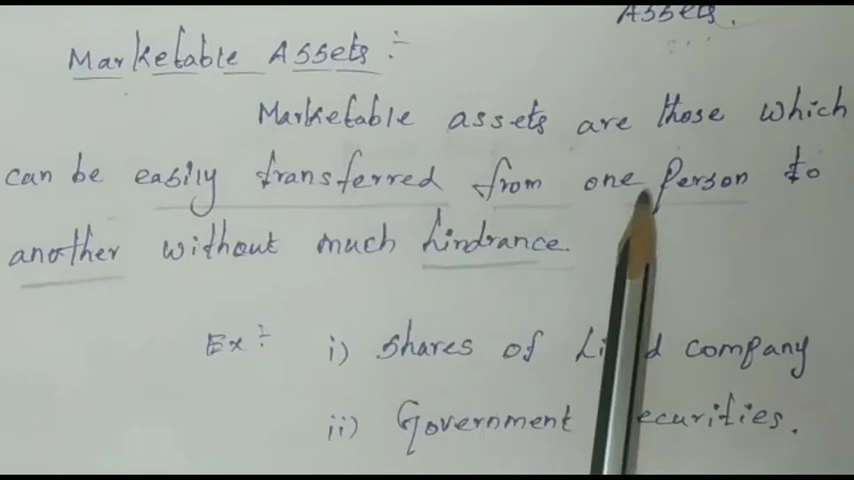 Assets.
Marketable Assets :-
Marketable assets are those which
can be easily transferred from one person to
another without much hindrance.
Ex :- i) Shares of company
ii) Government